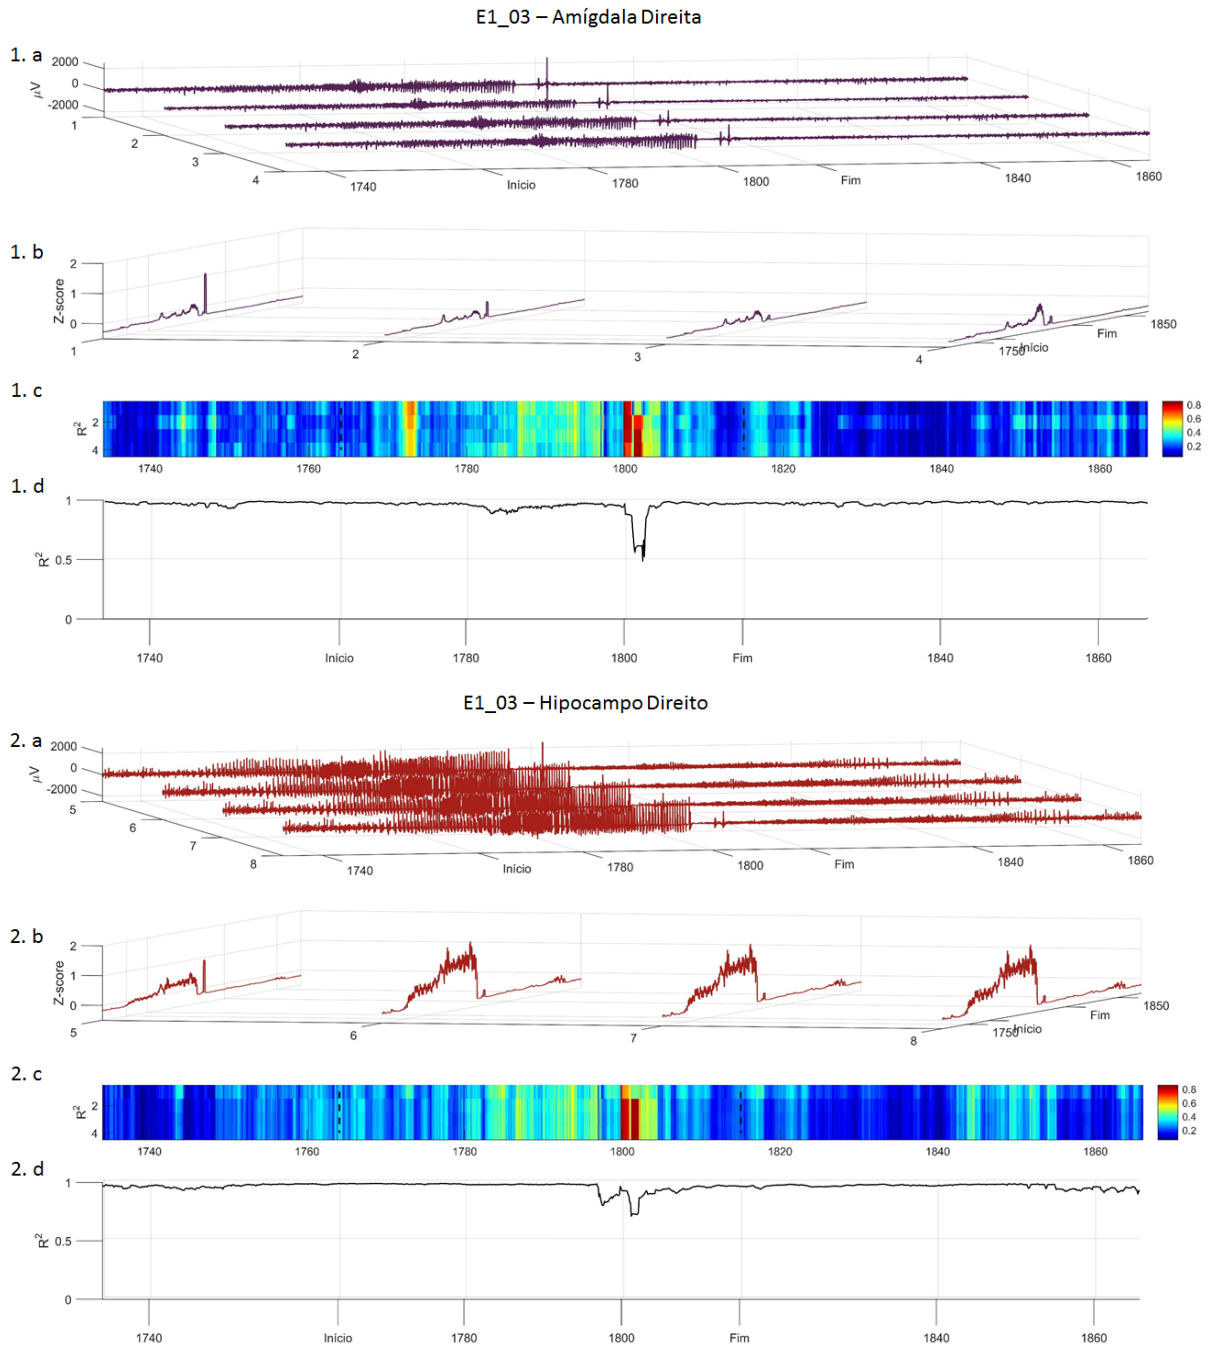 E1_03 – Amígdala Direita
1. a
2000
0
-2000
μV
1
2
3
4
1740
Início
1780
1800
Fim
1840
1860
1. b
2
1
0
Z-score
1
2
3
4
1750
Início
Fim
1850
1. c
R²
2
4
0.8
0.6
0.4
0.2
1740
1760
1780
1800
1820
1840
1860
1. d
1
0.5
0
R²
1740
Início
1780
1800
Fim
1840
1860
E1_03 – Hipocampo Direito
2. a
2000
0
-2000
μV
5
6
7
8
1740
Início
1780
1800
Fim
1840
1860
2. b
2
1
0
Z-score
5
6
7
8
1750
Início
Fim
1850
2. c
R²
2
4
0.8
0.6
0.4
0.2
1740
1760
1780
1800
1820
1840
1860
2. d
1
0.5
0
R²
1740
Início
1780
1800
Fim
1840
1860